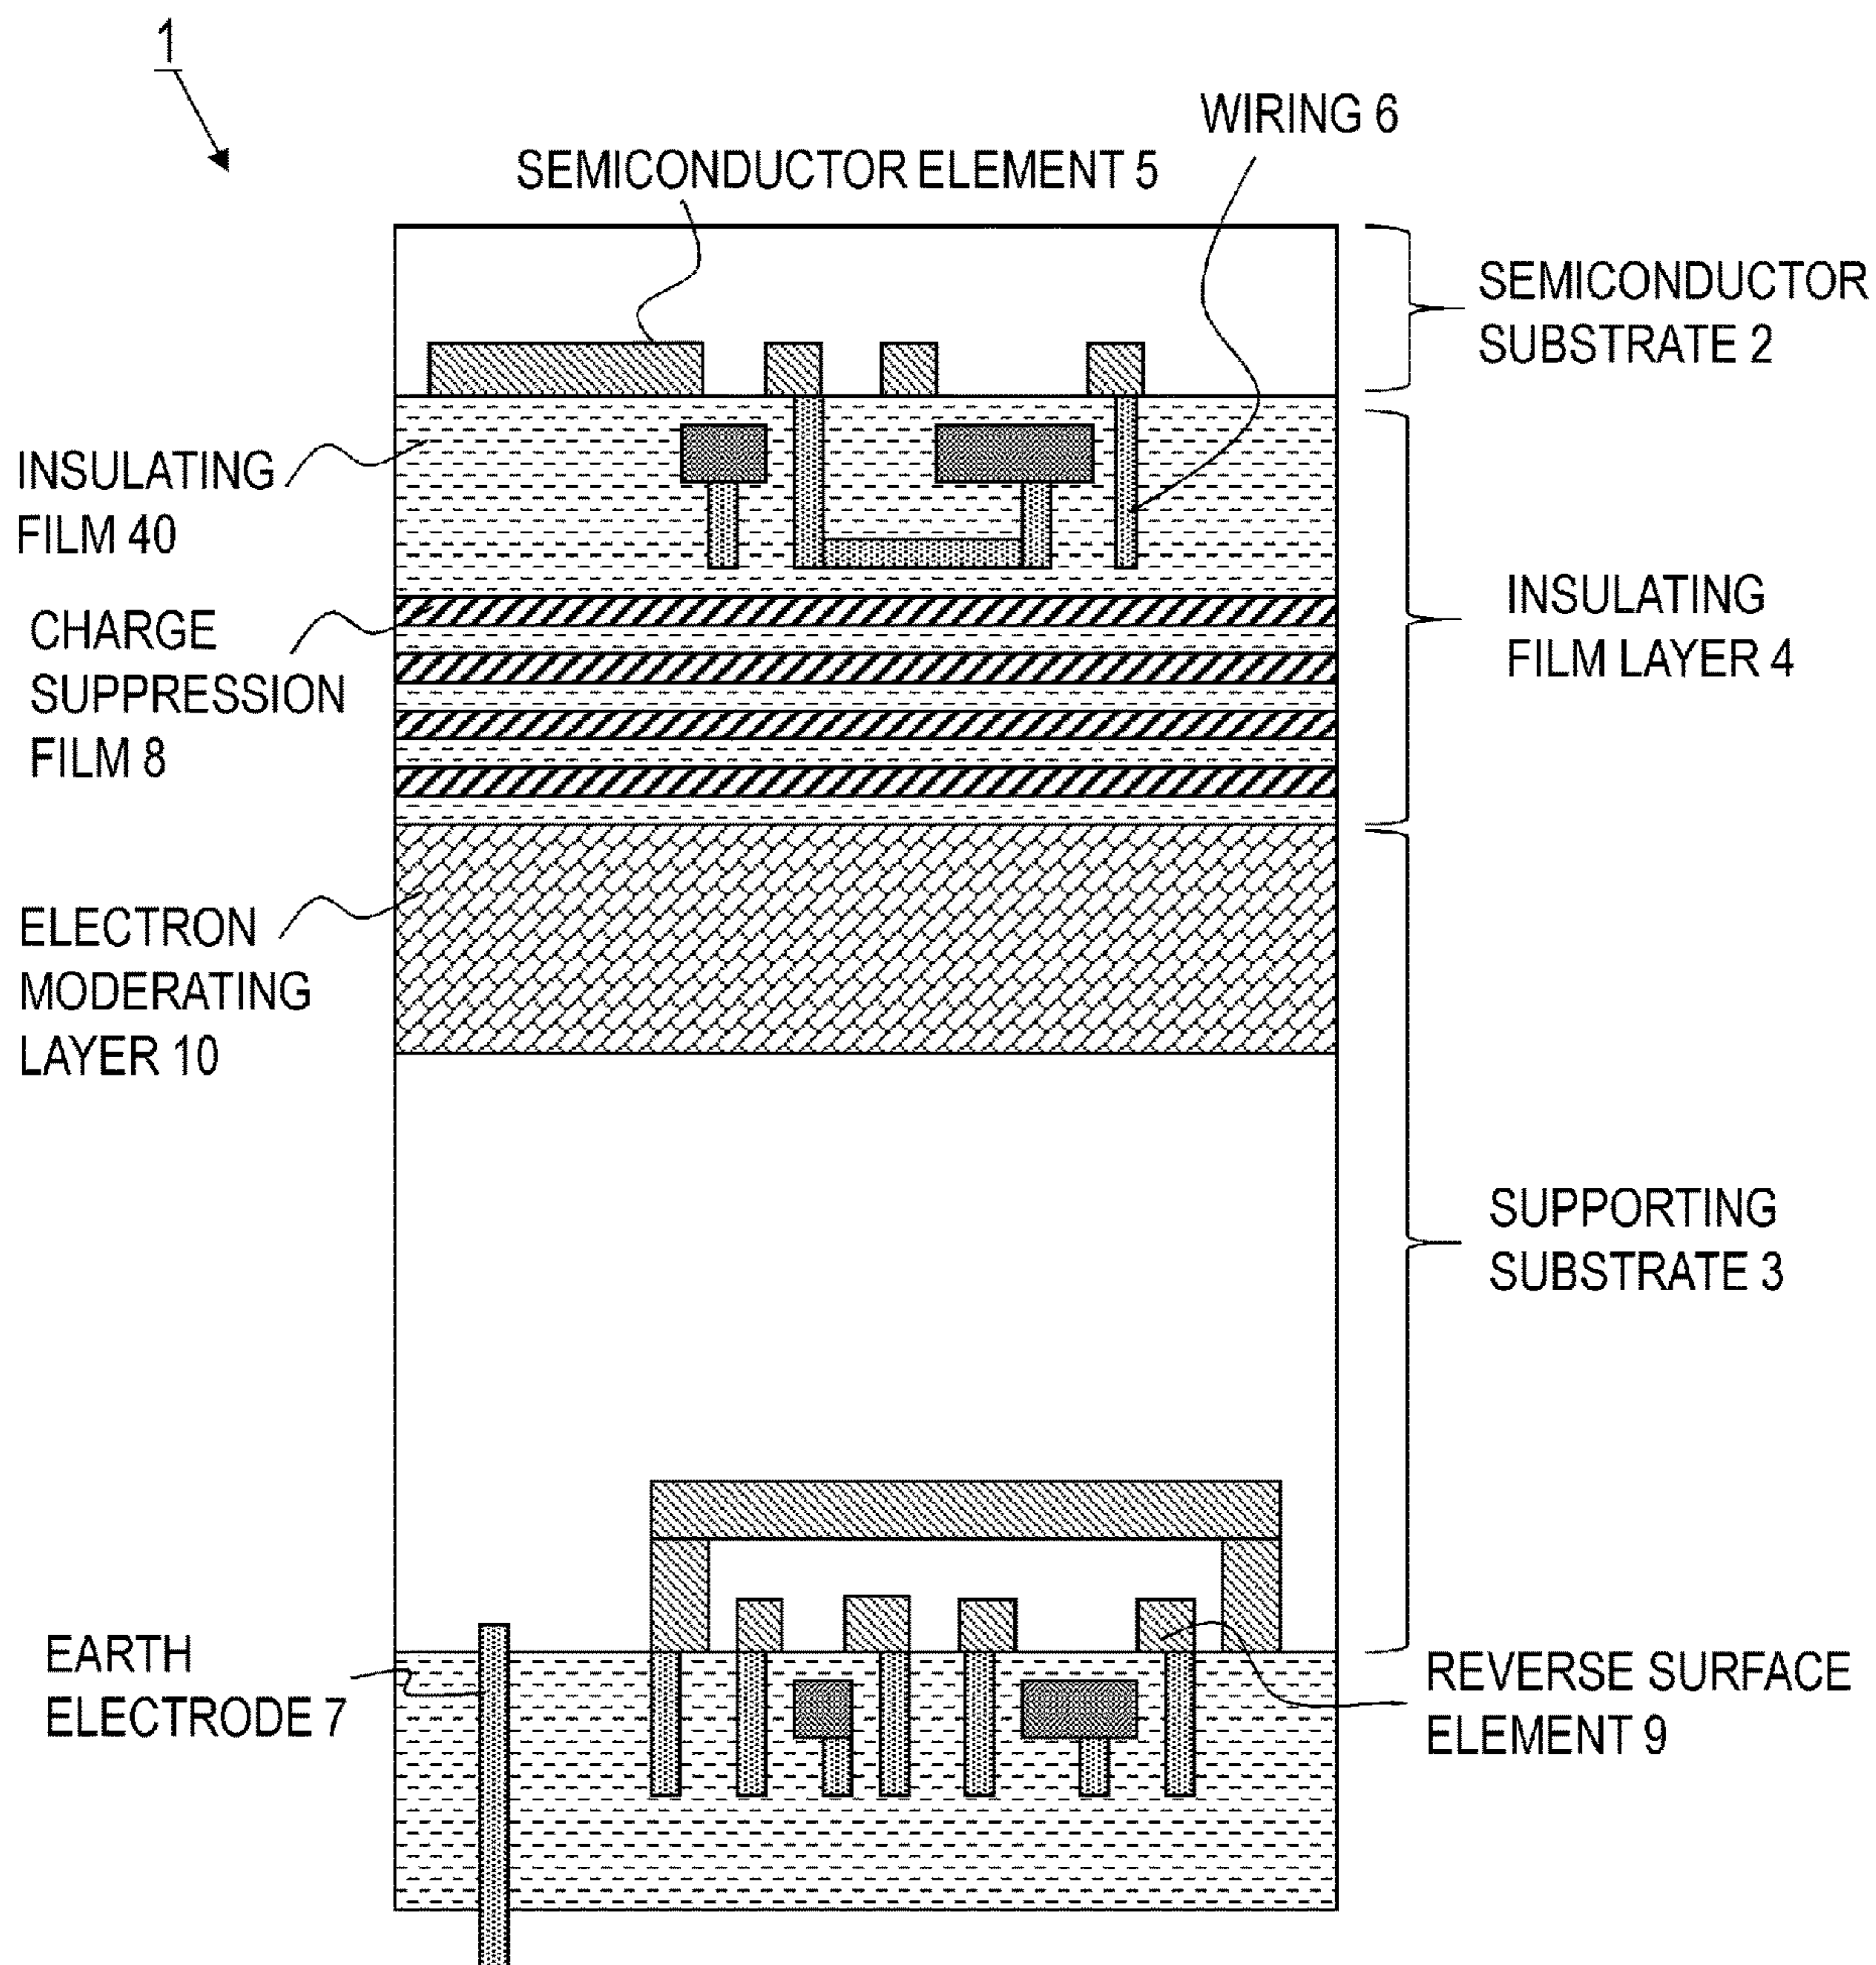 1
WIRING 6
SEMICONDUCTOR ELEMENT 5
SEMICONDUCTOR
SUBSTRATE 2
INSULATING
FILM 40
CHARGE
SUPPRESSION
FILM 8
INSULATING
FILM LAYER 4
ELECTRON
MODERATING
LAYER 10
SUPPORTING
SUBSTRATE 3
EARTH
ELECTRODE 7
REVERSE SURFACE
ELEMENT 9